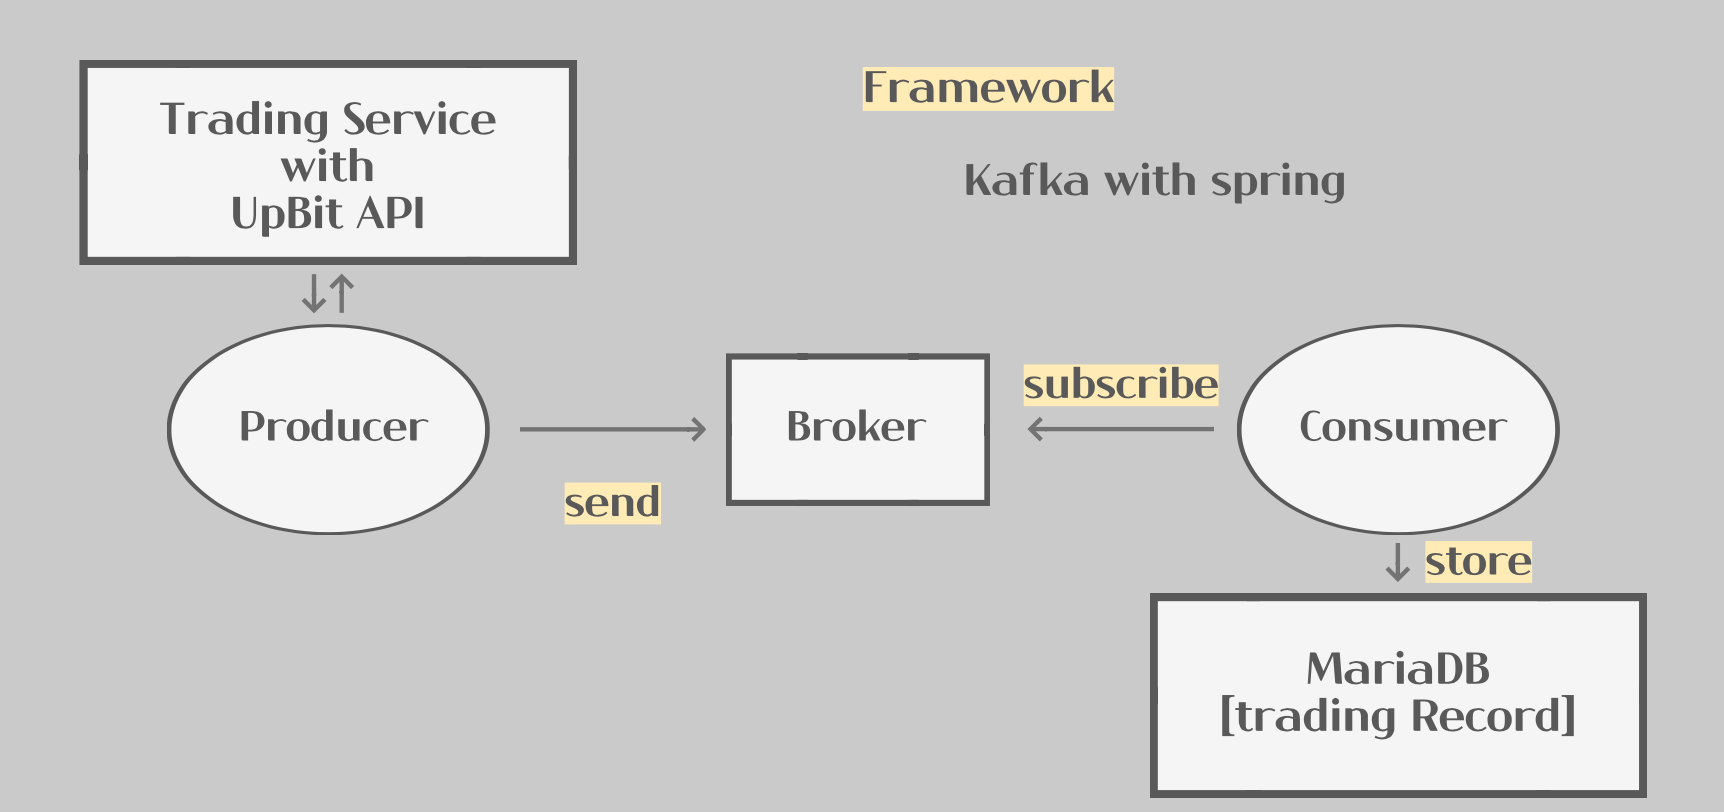 Trading Service
with
UpBit API
Framework
Kafka with spring
Producer
send
Broker
subscribe
Consumer
store
MariaDB
[trading Record]